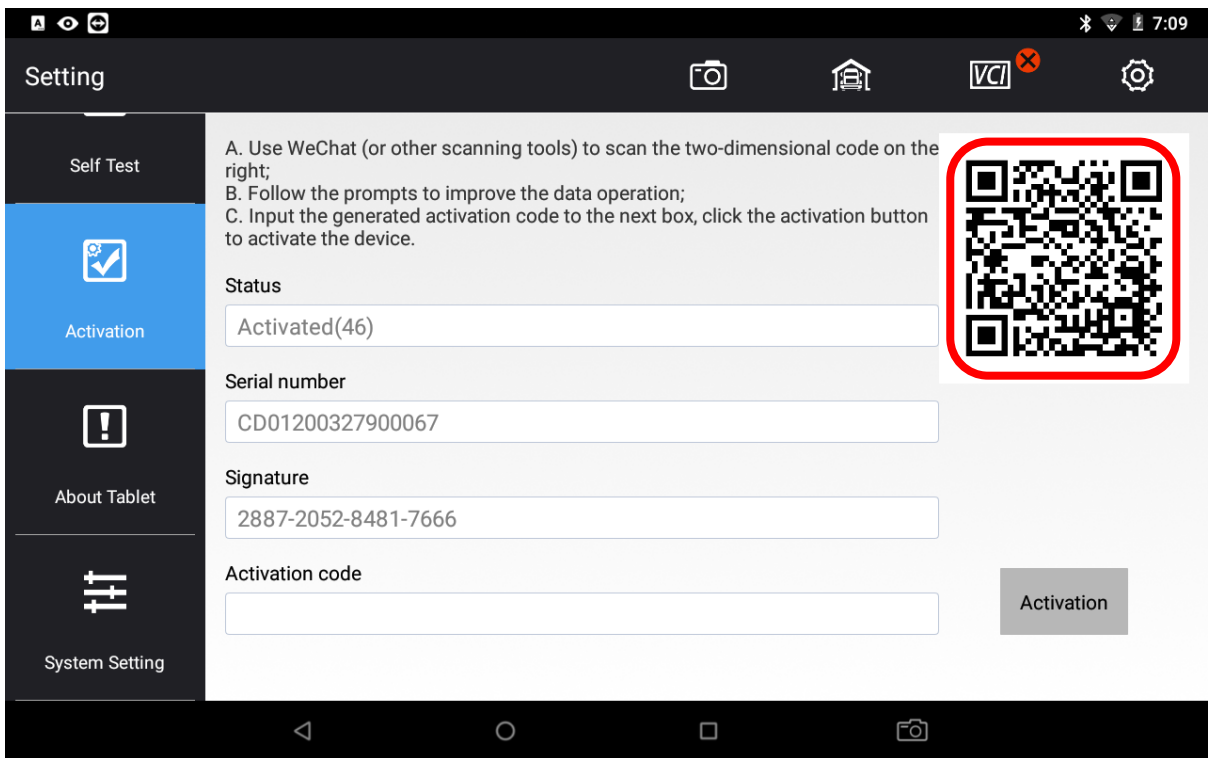 A
7:09
Setting
VCI
Self Test
A. Use WeChat (or other scanning tools) to scan the two-dimensional code on the
right;
B. Follow the prompts to improve the data operation;
C. Input the generated activation code to the next box, click the activation button
to activate the device.
Status
Activated(46)
Activation
Serial number
CD01200327900067
Signature
2887-2052-8481-7666
About Tablet
Activation code
Activation
System Setting